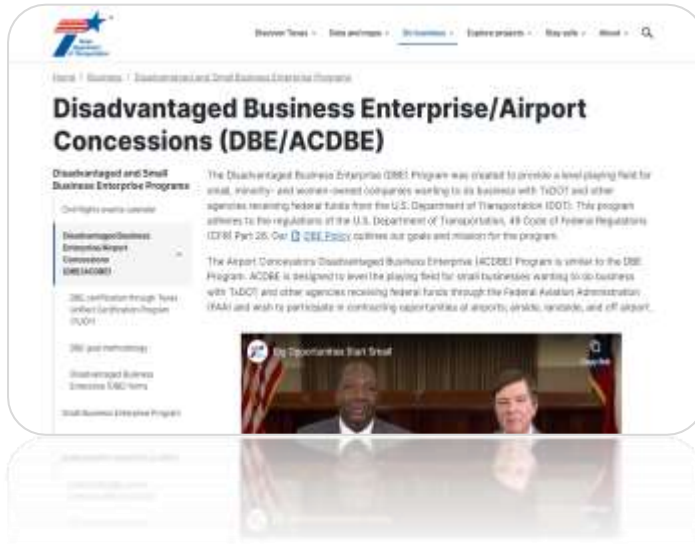 Texas
Department
of Transportation
Discover Texas
Data and maps
Do business
Explore projects
Stay safe
About
Home / Business / Disadvantaged and Small Business Enterprise Programs
Disadvantaged Business Enterprise/Airport
Concessions (DBE/ACDBE)
Disadvantaged and Small
Business Enterprise Programs
Civil Rights events calendar
Disadvantaged Business
Enterprise/Airport
Concessions
(DBE/ACDBE)
DBE certification through Texas
Unified Certification Program
(TUCP)
DBE goal methodology
Disadvantaged Business
Enterprise (DBE) forms
Small Business Enterprise Program
The Disadvantaged Business Enterprise (DBE) Program was created to provide a level playing field for
small, minority- and women-owned companies wanting to do business with TxDOT and other
agencies receiving federal funds from the U.S. Department of Transportation (DOT). This program
adheres to the regulations of the U.S. Department of Transportation, 49 Code of Federal Regulations
(CFR) Part 26. Our DBE Policy outlines our goals and mission for the program.
The Airport Concessions Disadvantaged Business Enterprise (ACDBE) Program is similar to the DBE
Program. ACDBE is designed to level the playing field for small businesses wanting to do business
with TxDOT and other agencies receiving federal funds through the Federal Aviation Administration
(FAA) and wish to participate in contracting opportunities at airports, airside, landside, and off airport.
Big Opportunities Start Small
Copy link